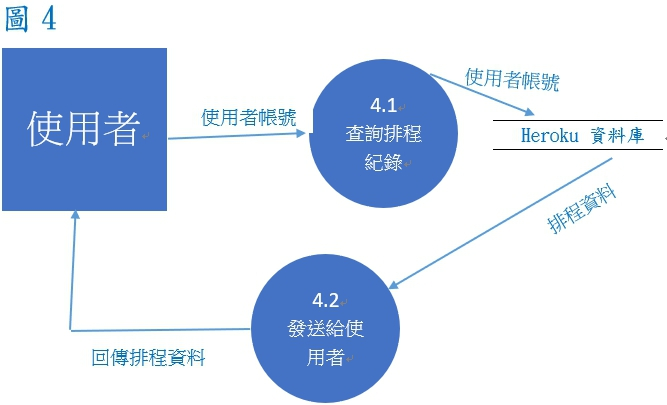 圖 4
使用者
使用者帳號
4.1
查詢排程
紀錄
使用者帳號
Heroku 資料庫
排程資料
4.2
發送給使
用者
回傳排程資料